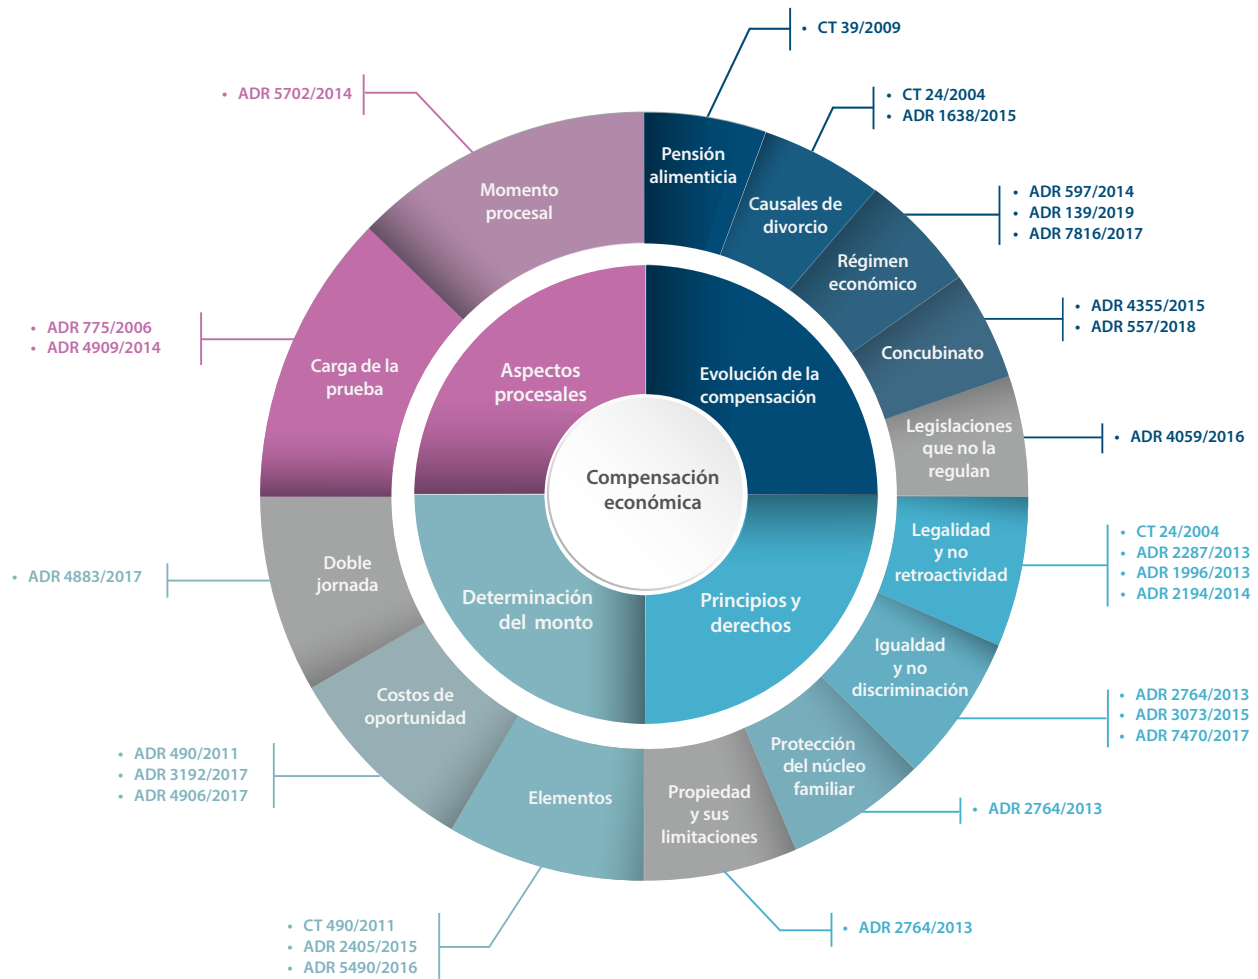 Compensación
económica
Evolución de la
compensación
Pensión
alimenticia
• CT 39/2009
Causales de
divorcio
• CT 24/2004
• ADR 1638/2015
Régimen
económico
• ADR 597/2014
• ADR 139/2019
• ADR 7816/2017
Concubinato
• ADR 4355/2015
• ADR 557/2018
Legislaciones
que no la
regulan
• ADR 4059/2016
Principios y
derechos
Legalidad
y no
retroactividad
• CT 24/2004
• ADR 2287/2013
• ADR 1996/2013
• ADR 2194/2014
Igualdad
y no
discriminación
• ADR 2764/2013
• ADR 3073/2015
• ADR 7470/2017
Protección
del núcleo
familiar
• ADR 2764/2013
Propiedad
y sus
limitaciones
• ADR 2764/2013
Determinación
del monto
Elementos
• CT 490/2011
• ADR 2405/2015
• ADR 5490/2016
Costos de
oportunidad
• ADR 490/2011
• ADR 3192/2017
• ADR 4906/2017
Doble
jornada
• ADR 4883/2017
Aspectos
procesales
Carga de la
prueba
• ADR 775/2006
• ADR 4909/2014
Momento
procesal
• ADR 5702/2014